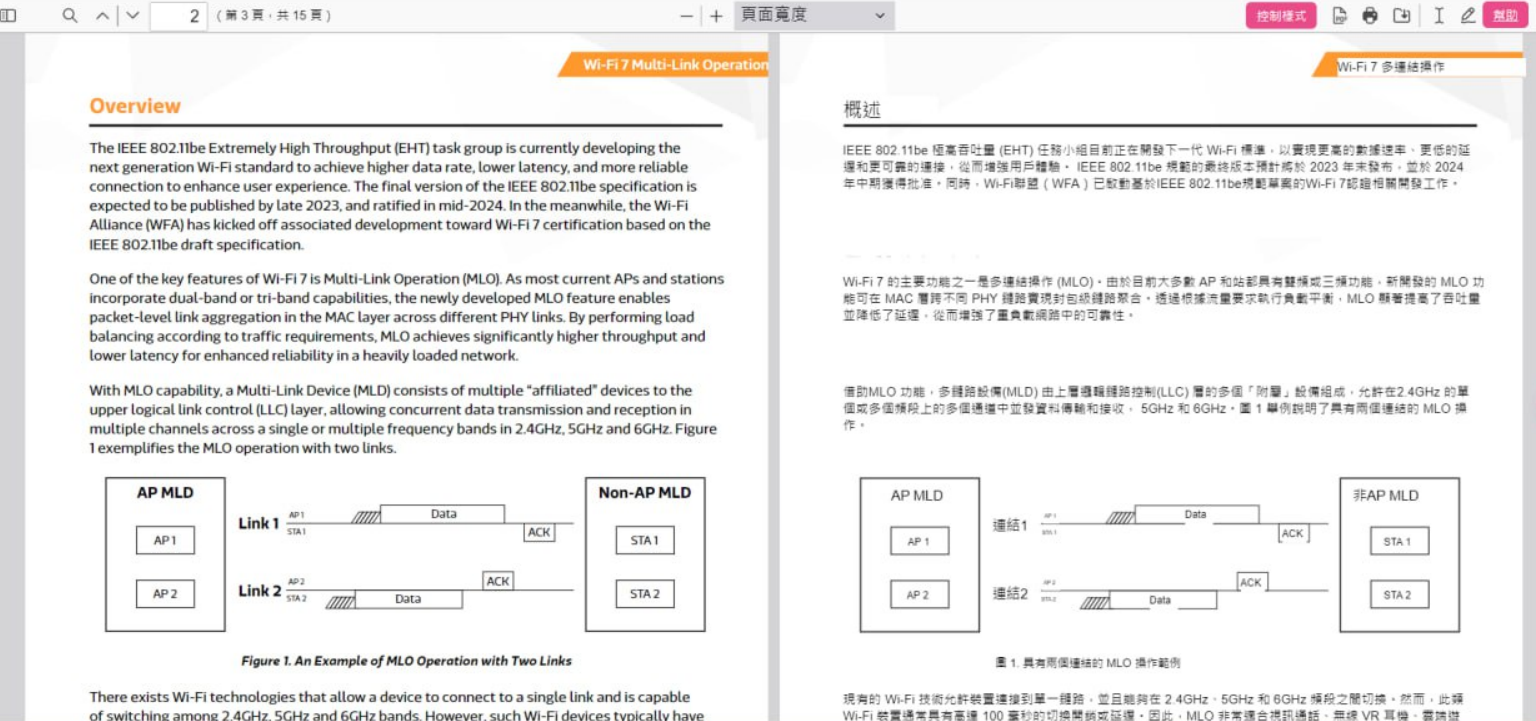 2 (第 3 頁，共 15 頁)
頁面寬度
控制樣式
幫助
Wi-Fi 7 Multi-Link Operation
Overview
The IEEE 802.11be Extremely High Throughput (EHT) task group is currently developing the
next generation Wi-Fi standard to achieve higher data rate, lower latency, and more reliable
connection to enhance user experience. The final version of the IEEE 802.11be specification is
expected to be published by late 2023, and ratified in mid-2024. In the meanwhile, the Wi-Fi
Alliance (WFA) has kicked off associated development toward Wi-Fi 7 certification based on the
IEEE 802.11be draft specification.
One of the key features of Wi-Fi 7 is Multi-Link Operation (MLO). As most current APs and stations
incorporate dual-band or tri-band capabilities, the newly developed MLO feature enables
packet-level link aggregation in the MAC layer across different PHY links. By performing load
balancing according to traffic requirements, MLO achieves significantly higher throughput and
lower latency for enhanced reliability in a heavily loaded network.
With MLO capability, a Multi-Link Device (MLD) consists of multiple “affiliated” devices to the
upper logical link control (LLC) layer, allowing concurrent data transmission and reception in
multiple channels across a single or multiple frequency bands in 2.4GHz, 5GHz and 6GHz. Figure
1 exemplifies the MLO operation with two links.
AP MLD
AP 1
AP 2
Link 1
AP 1
STA 1
Data
ACK
Link 2
AP 2
STA 2
Data
ACK
Non-AP MLD
STA 1
STA 2
Figure 1. An Example of MLO Operation with Two Links
There exists Wi-Fi technologies that allow a device to connect to a single link and is capable
of switching among 2.4GHz, 5GHz and 6GHz bands. However, such Wi-Fi devices typically have
Wi-Fi 7 多連結操作
概述
IEEE 802.11be 極高吞吐量 (EHT) 任務小組目前正在開發下一代 Wi-Fi 標準，以實現更高的數據速率、更低的延
遲和更可靠的連接，從而增強用戶體驗。 IEEE 802.11be 規範的最終版本預計將於 2023 年末發布，並於 2024
年中期獲得批准。同時，Wi-Fi聯盟（WFA）已啟動基於IEEE 802.11be規範草案的Wi-Fi 7認證相關開發工作。
Wi-Fi 7 的主要功能之一是多連結操作 (MLO)。由於目前大多數 AP 和站都具有雙頻或三頻功能，新開發的 MLO 功
能可在 MAC 層跨不同 PHY 鏈路實現封包級鏈路聚合。透過根據流量要求執行負載平衡，MLO 顯著提高了吞吐量
並降低了延遲，從而增強了重負載網路中的可靠性。
借助MLO 功能，多鏈路設備(MLD) 由上層邏輯鏈路控制(LLC) 層的多個「附屬」設備組成，允許在2.4GHz 的單
個或多個頻段上的多個通道中並發資料傳輸和接收， 5GHz 和 6GHz。圖 1 舉例說明了具有兩個連結的 MLO 操
作。
AP MLD
AP 1
AP 2
連結1
AP 1
STA 1
Data
ACK
連結2
AP 2
STA 2
Data
ACK
非AP MLD
STA 1
STA 2
圖 1. 具有兩個連結的 MLO 操作範例
現有的 Wi-Fi 技術允許裝置連接到單一鏈路，並且能夠在 2.4GHz、5GHz 和 6GHz 頻段之間切換。然而，此類
Wi-Fi 裝置通常具有高達 100 毫秒的切換開銷或延遲。因此，MLO 非常適合視訊通話、無線 VR 耳機、雲端遊